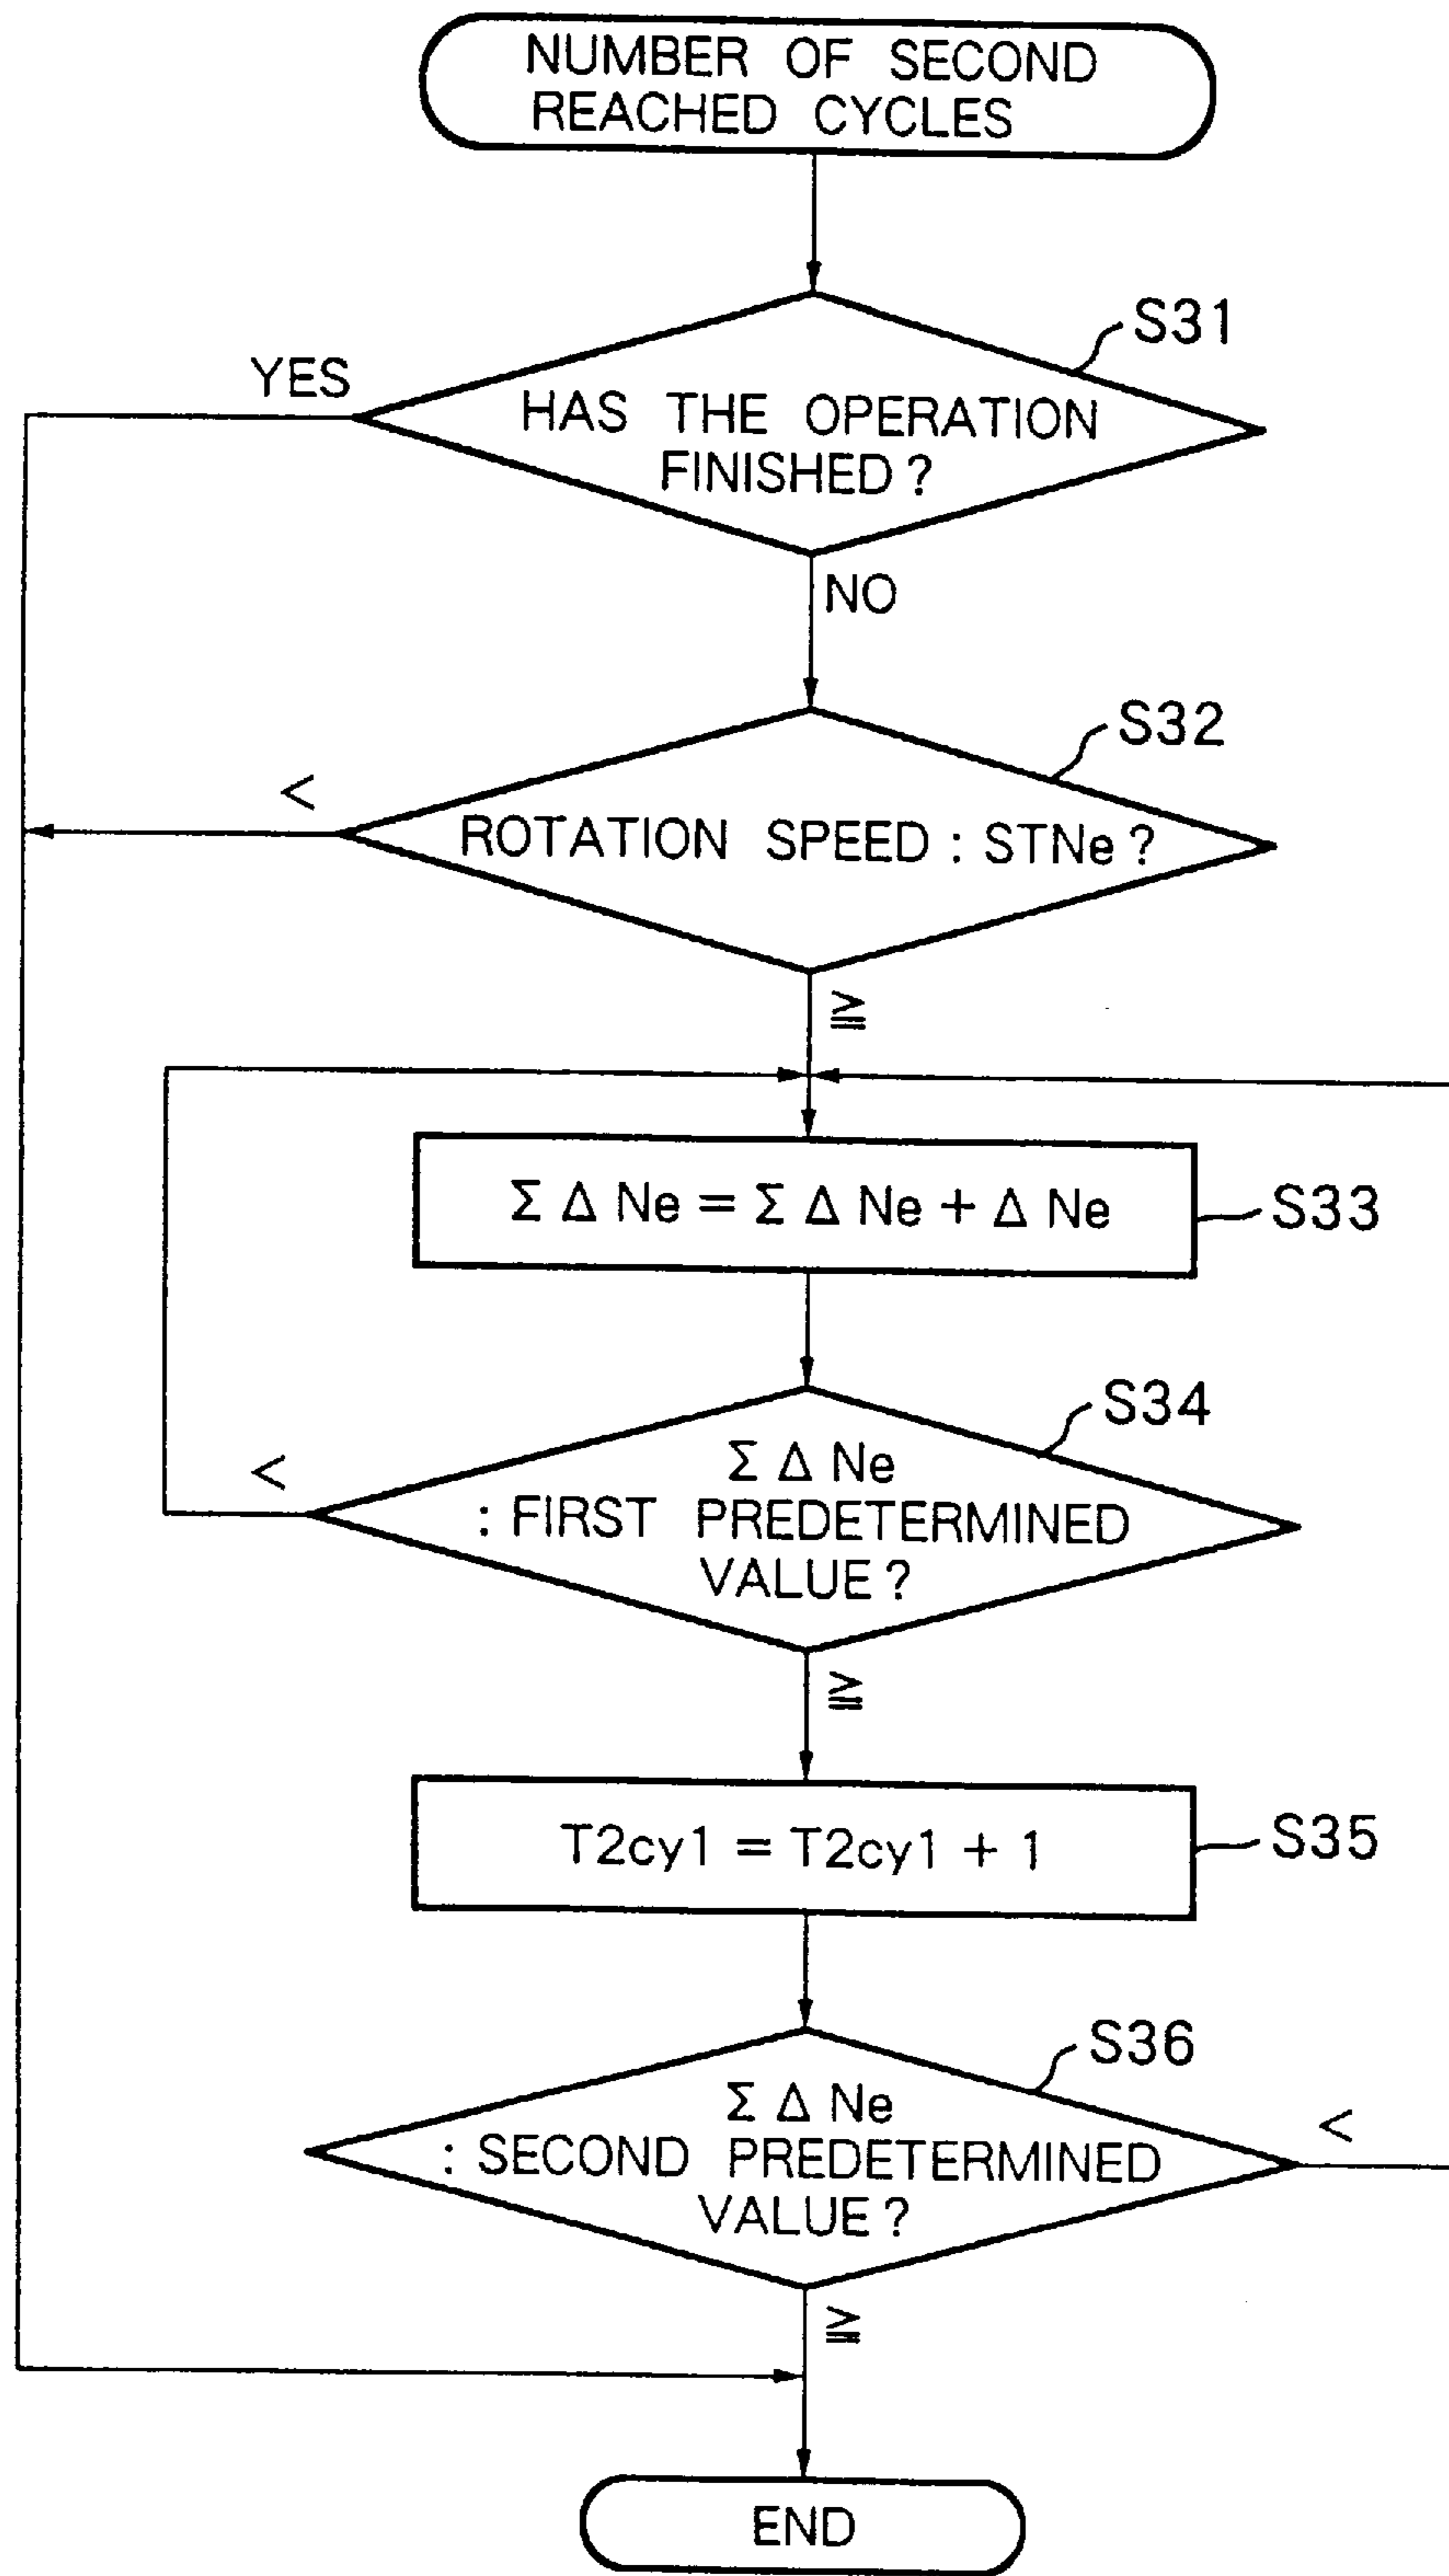 NUMBER OF SECOND
REACHED CYCLES
S31
YES
HAS THE OPERATION
FINISHED?
NO
S32
<
ROTATION SPEED : STNe?
≧
Σ Δ Ne = Σ Δ Ne + Δ Ne
S33
S34
<
Σ Δ Ne
: FIRST PREDETERMINED
VALUE?
≧
T2cy1 = T2cy1 + 1
S35
S36
Σ Δ Ne
<
: SECOND PREDETERMINED
VALUE?
≧
END